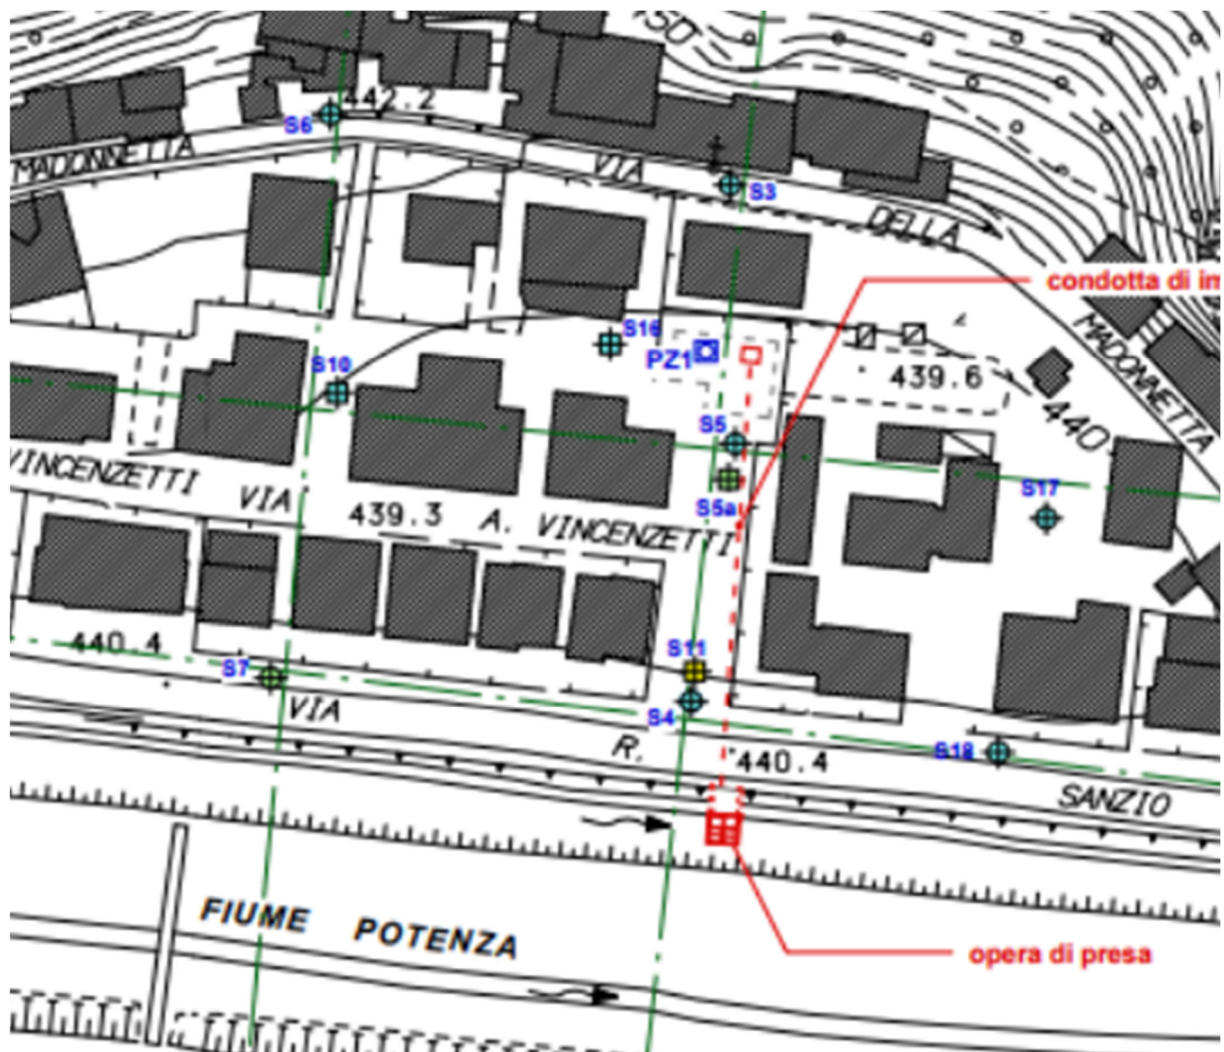 442.2
S6
MADONNETTA
VIA
S3
DELLA
condotta di im
S16
PZ1
MADONNETTA
S10
439.6
440
S5
VINCENZETTI VIA
S17
S5a
439.3 A. VINCENZETTI
440.4
S7
S11
VIA
S4
R.
440.4
S18
SANZIO
FIUME POTENZA
opera di presa